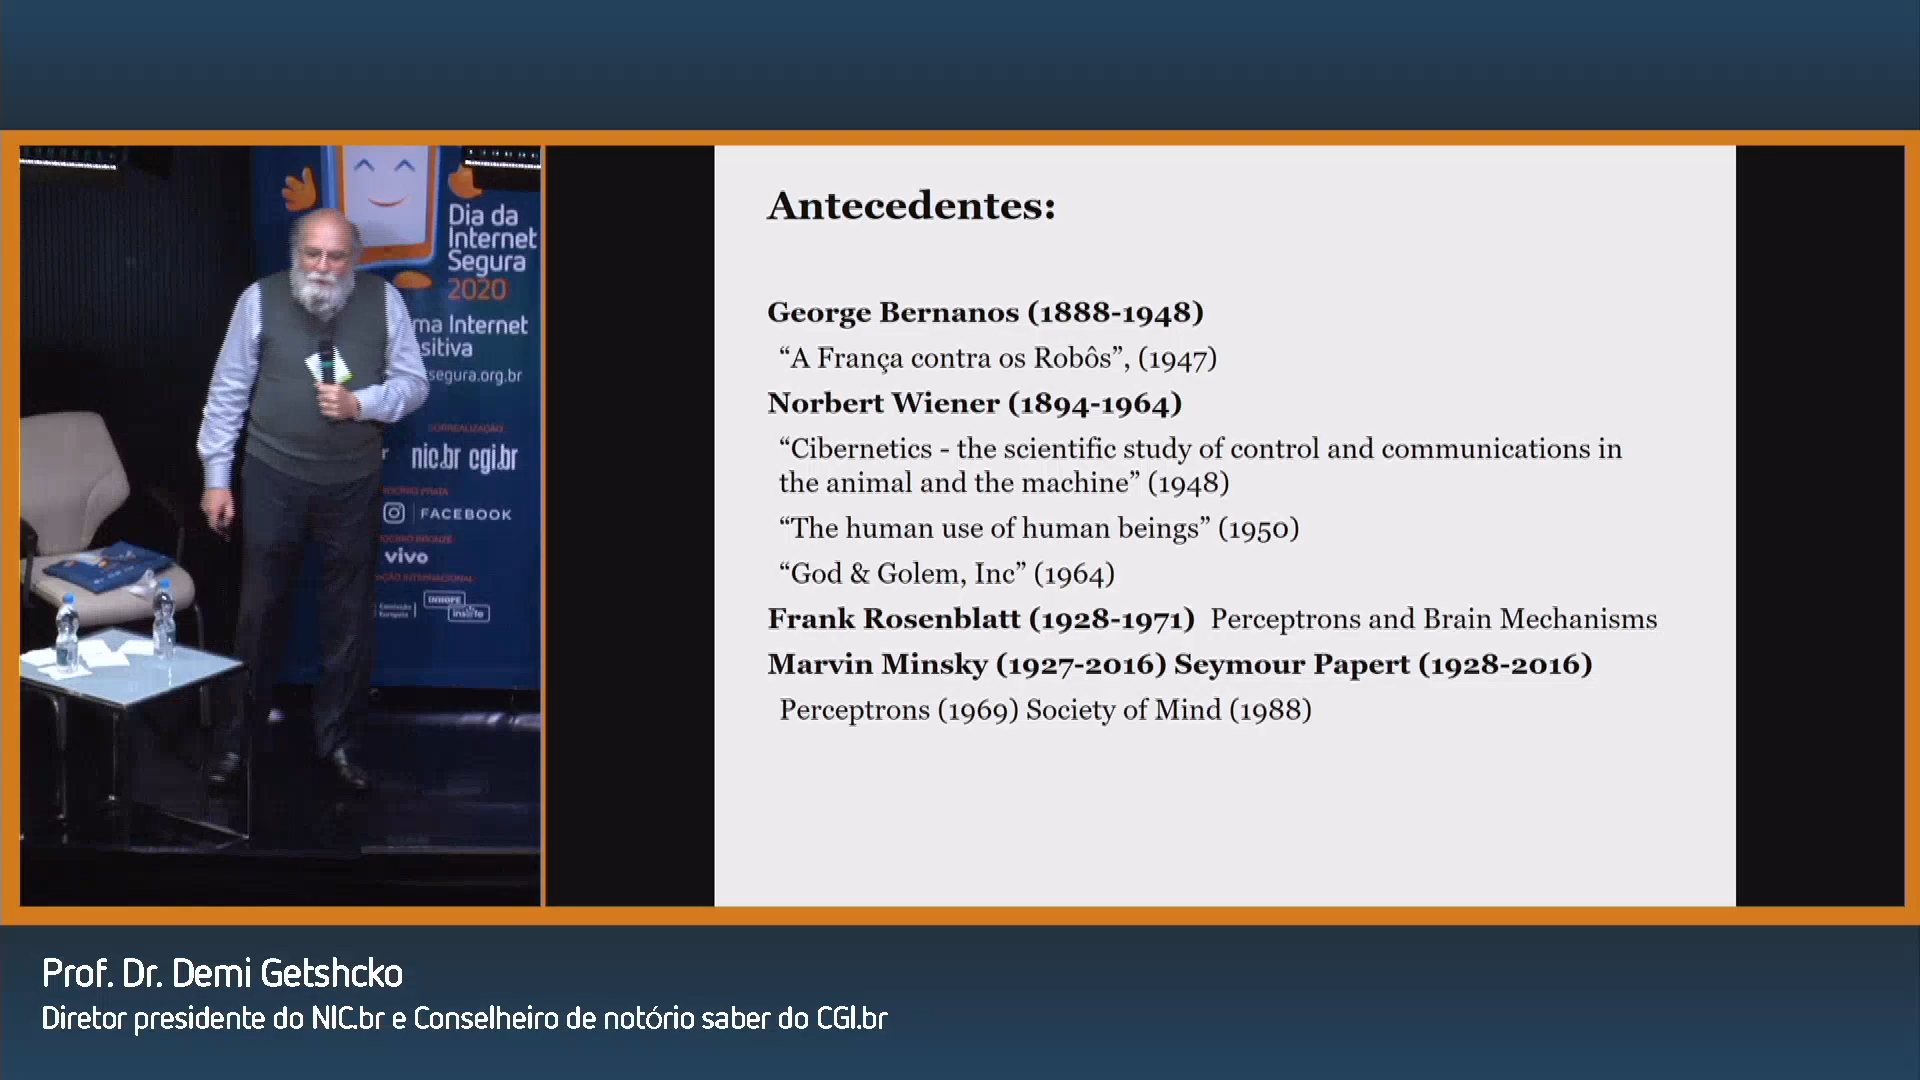 Dia da
Internet
Segura
2020
ma Internet
sitiva
segura.org.br
nic.br cgi.br
FACEBOOK
vivo
INHOPE
Antecedentes:
George Bernanos (1888-1948)
“A França contra os Robôs”, (1947)
Norbert Wiener (1894-1964)
“Cibernetics - the scientific study of control and communications in
the animal and the machine” (1948)
“The human use of human beings” (1950)
“God & Golem, Inc” (1964)
Frank Rosenblatt (1928-1971) Perceptrons and Brain Mechanisms
Marvin Minsky (1927-2016) Seymour Papert (1928-2016)
Perceptrons (1969) Society of Mind (1988)
Prof. Dr. Demi Getshcko
Diretor presidente do NIC.br e Conselheiro de notório saber do CGI.br